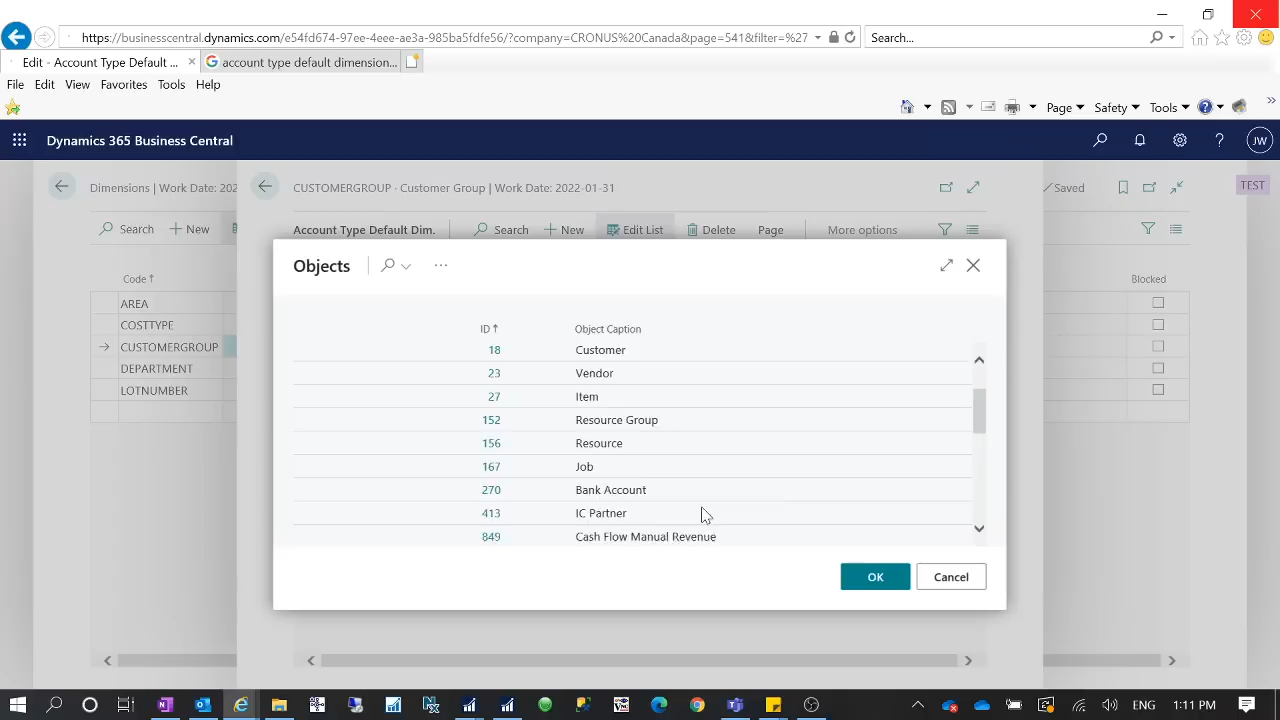 https://businesscentral.dynamics.com/e54fd674-97ee-4eee-ae3a-985b5fdfe56/?company=CRONUS%20Canada&page=541&filter=%27
Search...
Edit - Account Type Default ...
account type default dimension...
File Edit View Favorites Tools Help
Page Safety Tools
Dynamics 365 Business Central
JW
Dimensions | Work Date: 202
CUSTOMERGROUP · Customer Group | Work Date: 2022-01-31
Saved
TEST
Search
New
Account Type Default Dim.
Search
New
Edit List
Delete
Page
More options
Objects
Code
Blocked
AREA
COSTTYPE
CUSTOMERGROUP
DEPARTMENT
LOTNUMBER
ID Object Caption
18 Customer
23 Vendor
27 Item
152 Resource Group
156 Resource
167 Job
270 Bank Account
413 IC Partner
849 Cash Flow Manual Revenue
OK
Cancel
ENG
1:11 PM